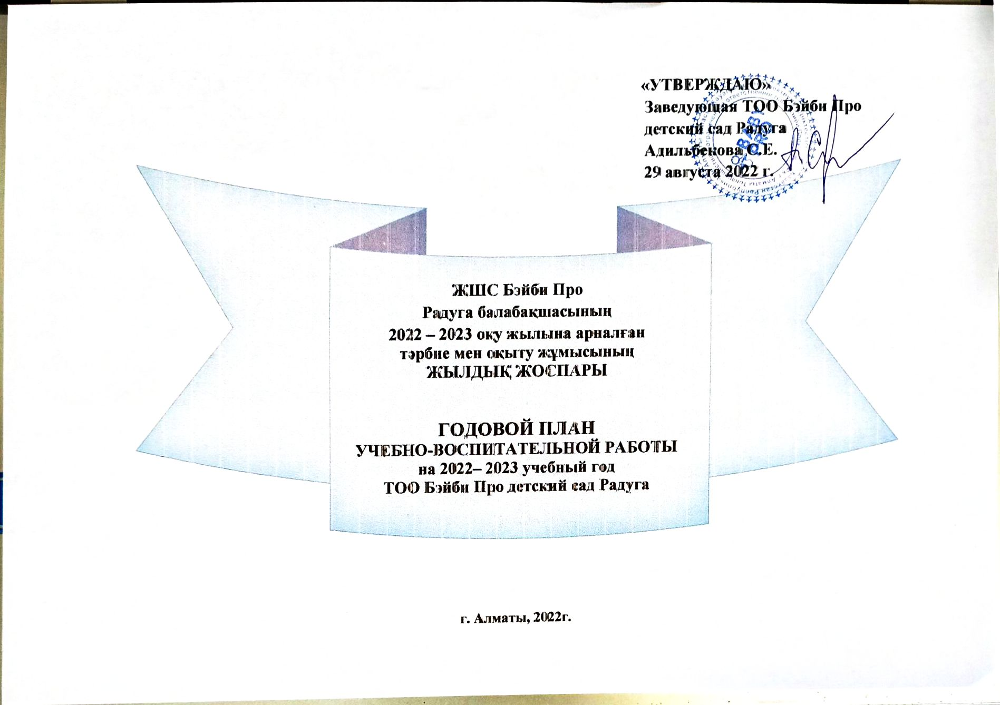 «УТВЕРЖДАЮ»
Заведующая ТОО Бэйби Про
детский сад Радуга
Адильбекова С.Е.
29 августа 2022 г.
BABY
PRO
ЖШС Бэйби Про
Радуга балабақшасының
2022 – 2023 оқу жылына арналған
тәрбие мен оқыту жұмысының
ЖЫЛДЫҚ ЖОСПАРЫ
ГОДОВОЙ ПЛАН
УЧЕБНО-ВОСПИТАТЕЛЬНОЙ РАБОТЫ
на 2022– 2023 учебный год
ТОО Бэйби Про детский сад Радуга
г. Алматы, 2022г.